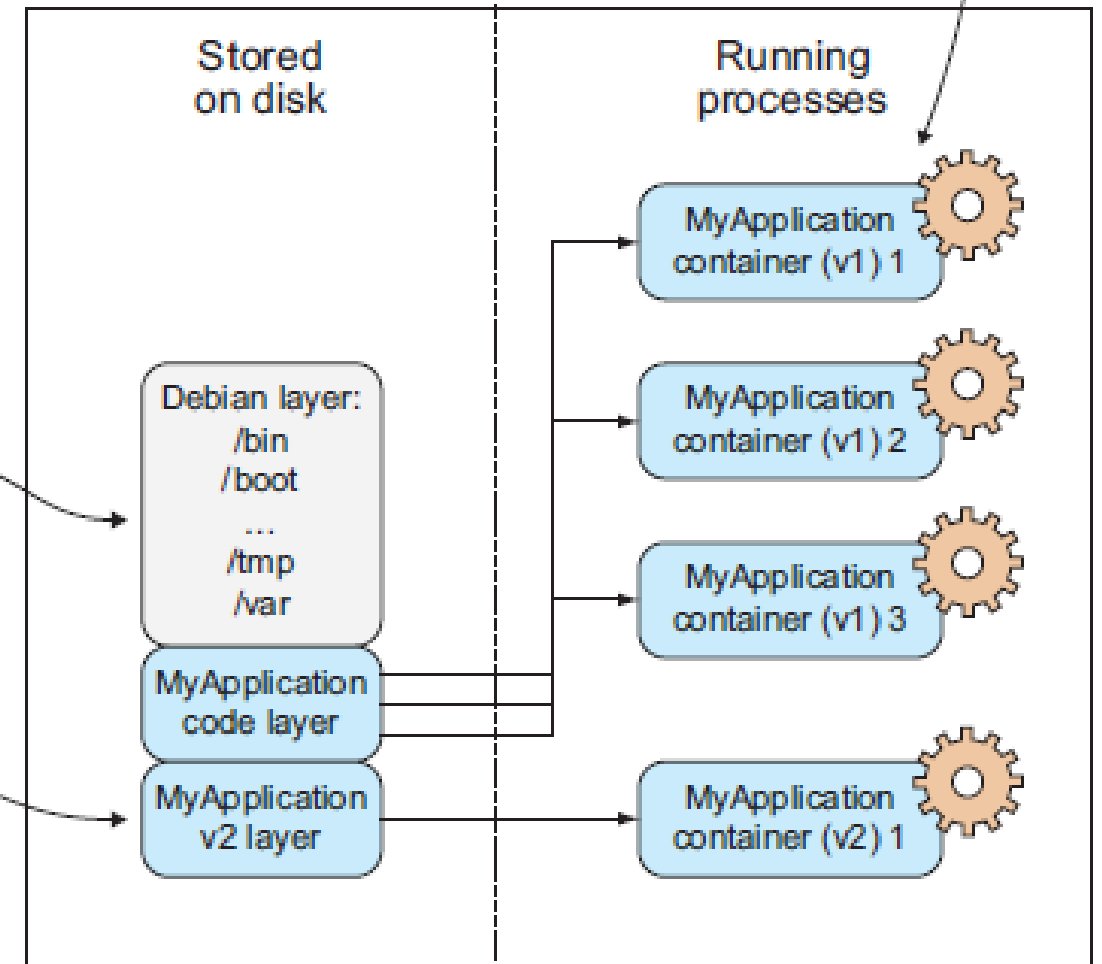 Stored
on disk
Running
processes
MyApplication
container (v1) 1
MyApplication
container (v1) 2
Debian layer:
/bin
/boot
...
/tmp
/var
MyApplication
container (v1) 3
MyApplication
code layer
MyApplication
v2 layer
MyApplication
container (v2) 1